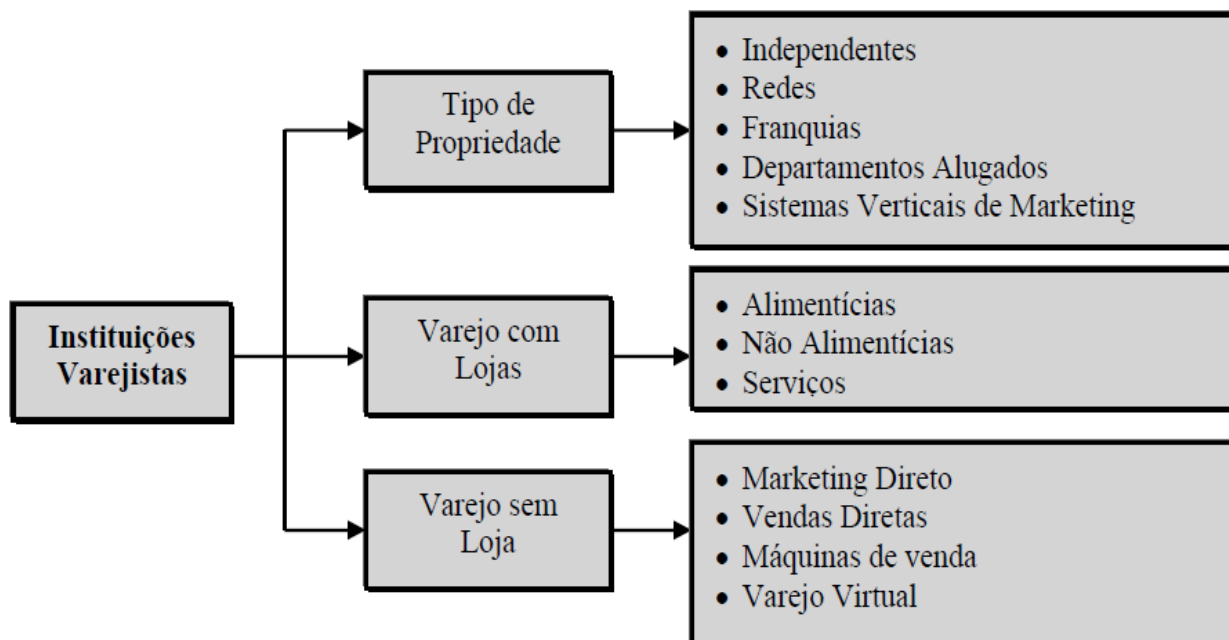 Instituições
Varejistas
Tipo de
Propriedade
• Independentes
• Redes
• Franquias
• Departamentos Alugados
• Sistemas Verticais de Marketing
Varejo com
Lojas
• Alimentícias
• Não Alimentícias
• Serviços
Varejo sem
Loja
• Marketing Direto
• Vendas Diretas
• Máquinas de venda
• Varejo Virtual